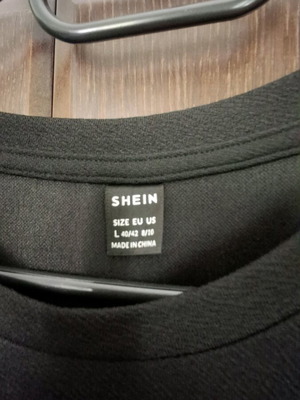 SHEIN
SIZE EU US
L 40/42 8/10
MADE IN CHINA